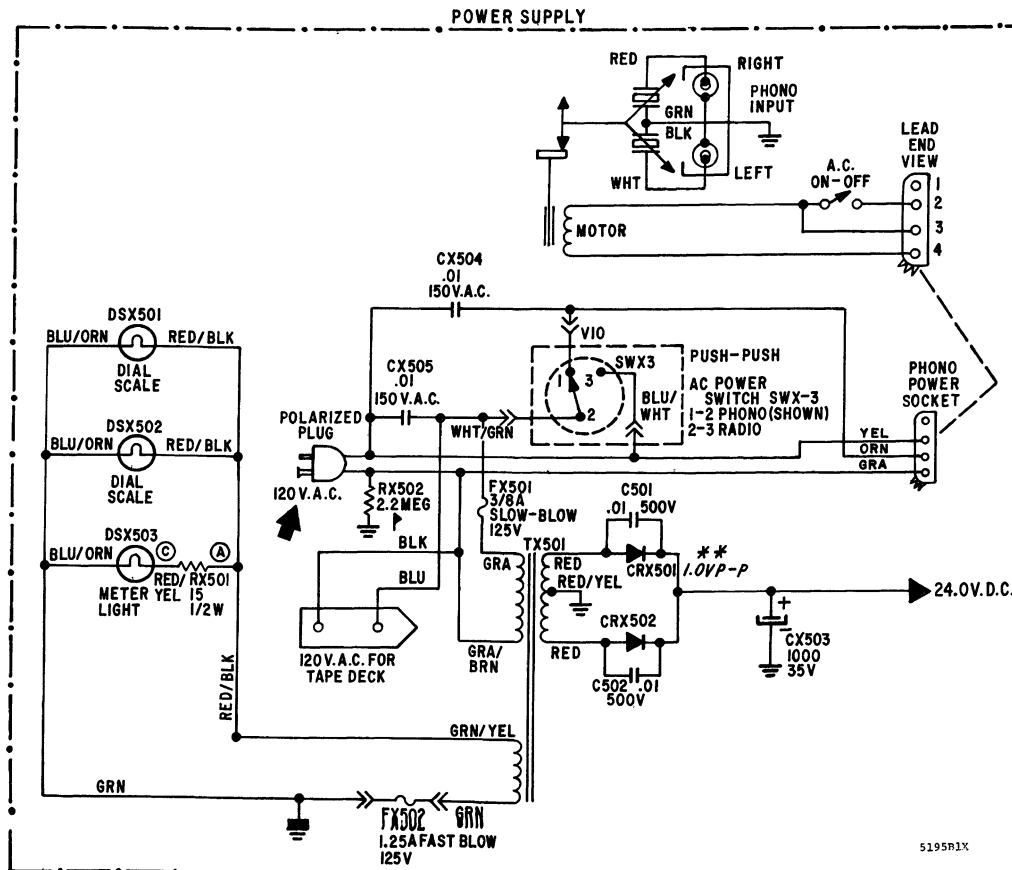 POWER SUPPLY
RED
RIGHT
PHONO
INPUT
GRN
BLK
LEFT
WHT
LEAD
END
VIEW
A.C.
ON-OFF
1
2
3
4
MOTOR
CX504
.01
150V.A.C.
VIO
DSX501
BLU/ORN
RED/BLK
DIAL
SCALE
CX505
.01
150V.A.C.
SWX3
1
3
2
BLU/
WHT
PUSH-PUSH
AC POWER
SWITCH SWX-3
1-2 PHONO(SHOWN)
2-3 RADIO
PHONO
POWER
SOCKET
YEL
ORN
GRA
POLARIZED
PLUG
WHT/GRN
120V.A.C.
DSX502
BLU/ORN
RED/BLK
DIAL
SCALE
RX502
2.2MEG
FX501
3/8A
SLOW-BLOW
125V
C501
.01 500V
DSX503
BLU/ORN
C
A
RED/
YEL
RX501
15
1/2W
METER
LIGHT
BLK
BLU
TX501
GRA
RED
RED/YEL
CRX501
**
1.0VP-P
24.0V.D.C.
CRX502
RED
C502 .01
500V
+
-
CX503
1000
35V
120V.A.C. FOR
TAPE DECK
GRA/
BRN
RED/BLK
GRN/YEL
GRN
FX502
GRN
1.25A FAST BLOW
125V
5195B1X